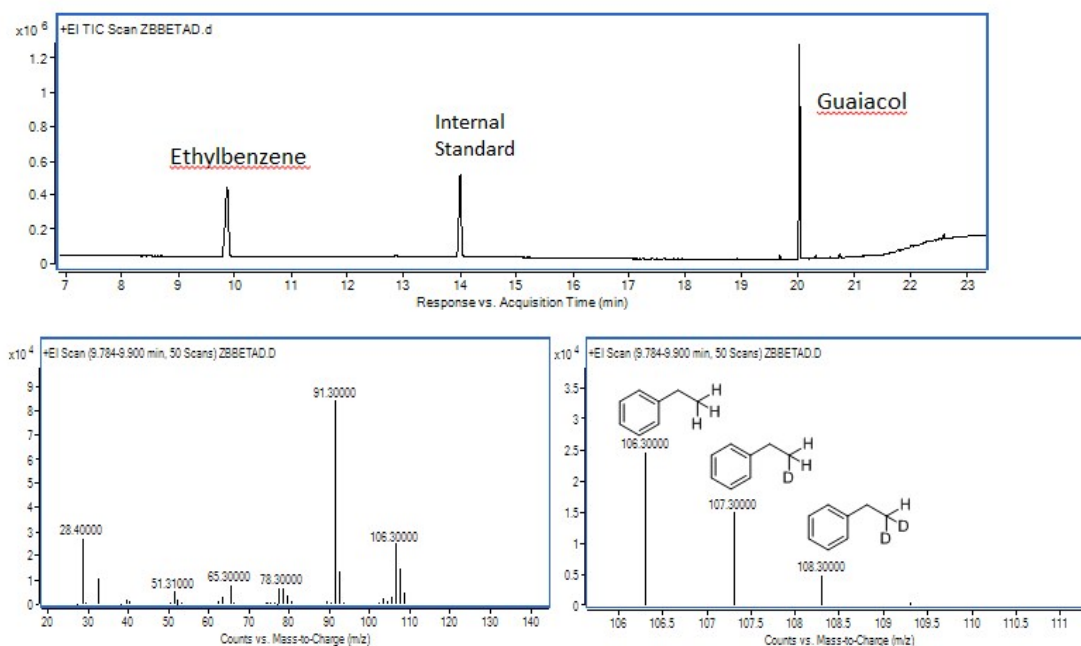 +EI TIC Scan ZBBETAD.d
x10 6
1.2
1
0.8
0.6
0.4
0.2
0
Ethylbenzene
Internal
Standard
Guaiacol
7 8 9 10 11 12 13 14 15 16 17 18 19 20 21 22 23
Response vs. Acquisition Time (min)
x10 4
+EI Scan (9.784-9.900 min, 50 Scans) ZBBETAD.D
9
8
7
6
5
4
3
2
1
0
91.30000
28.40000
106.30000
51.31000
65.30000
78.30000
20 30 40 50 60 70 80 90 100 110 120 130 140
Counts vs. Mass-to-Charge (m/z)
x10 4
+EI Scan (9.784-9.900 min, 50 Scans) ZBBETAD.D
3.5
3
2.5
2
1.5
1
0.5
0
H
H
H
106.30000
H
H
D
107.30000
H
D
D
108.30000
106 106.5 107 107.5 108 108.5 109 109.5 110 110.5 111
Counts vs. Mass-to-Charge (m/z)